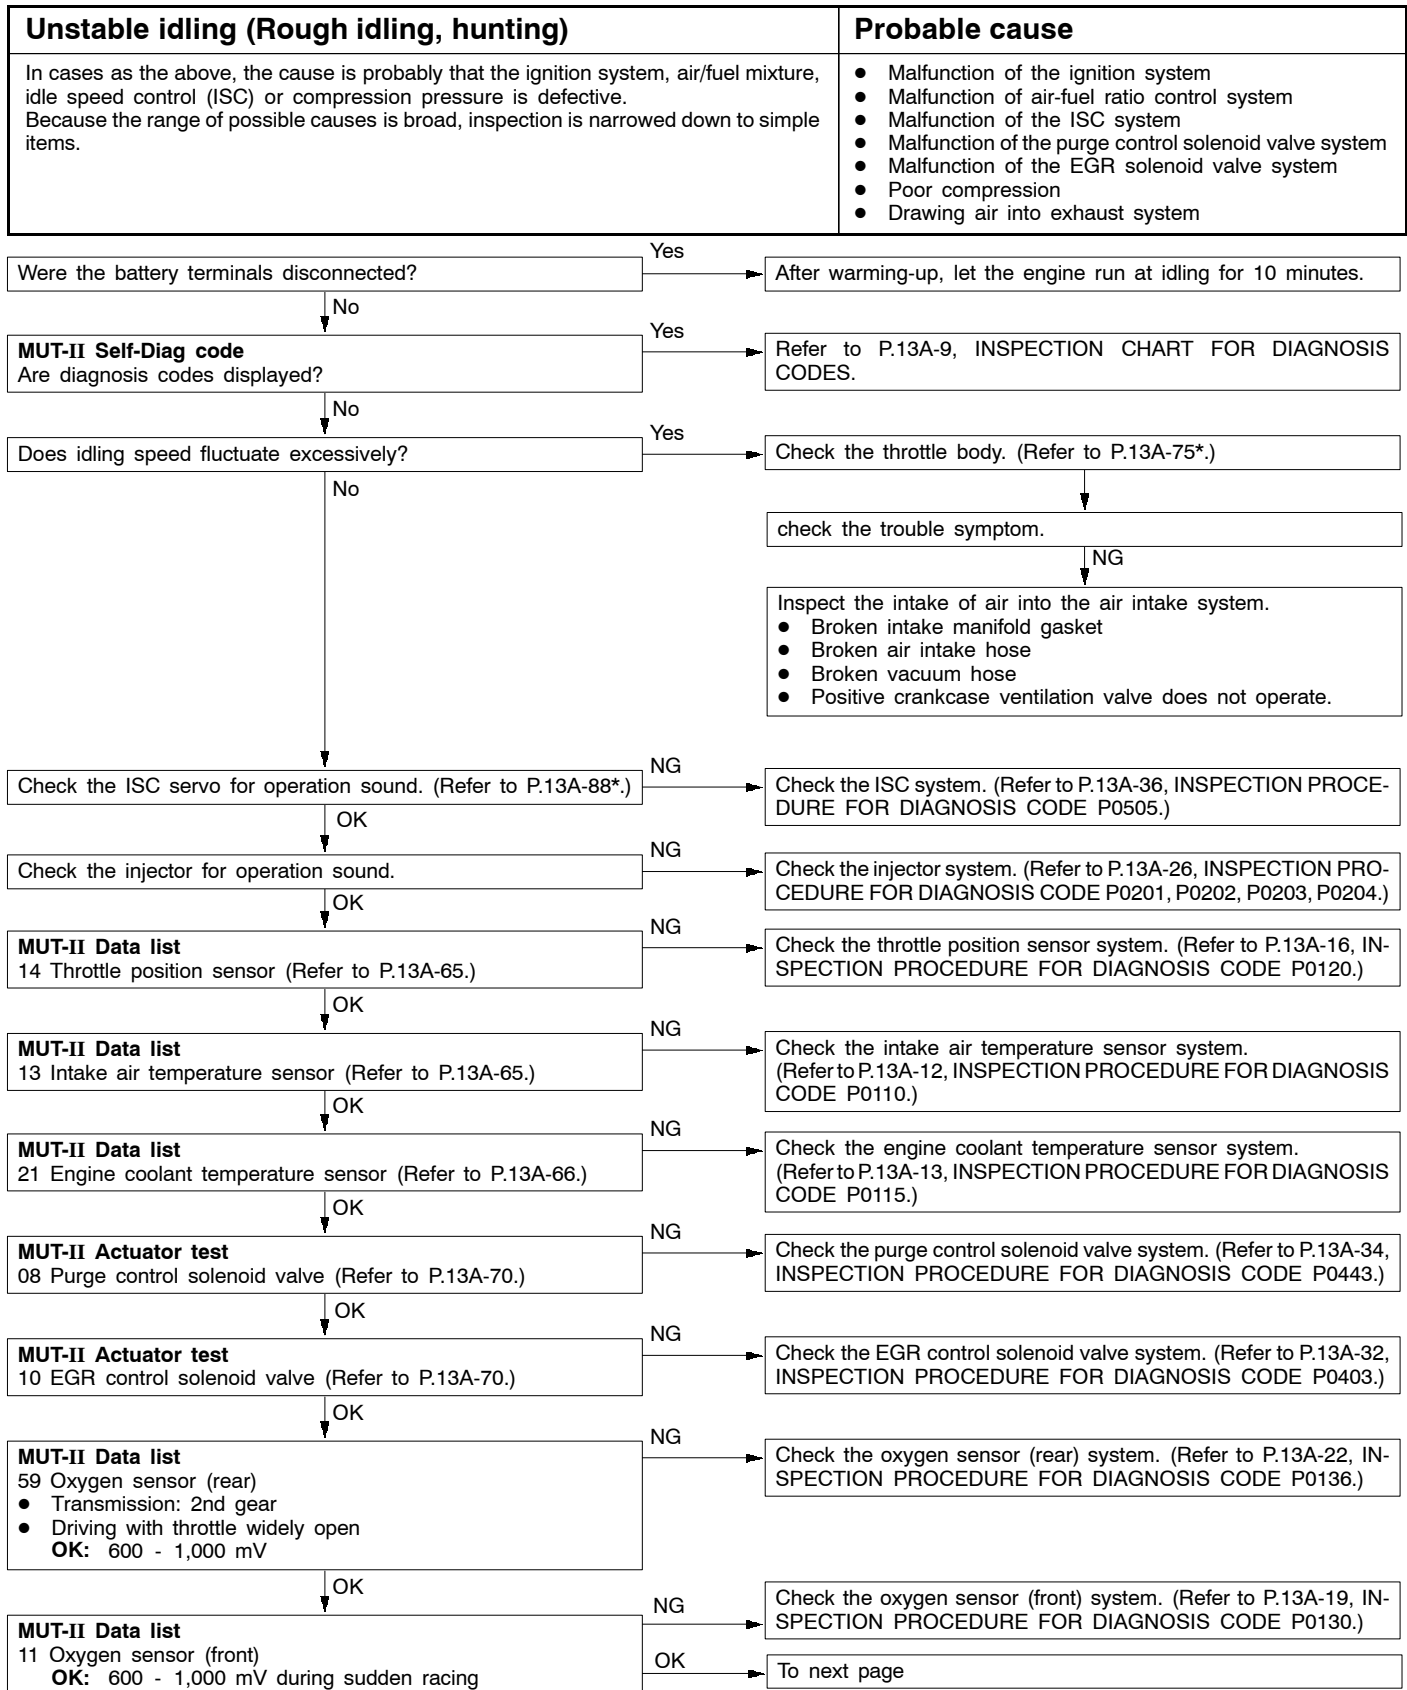 Unstable idling (Rough idling, hunting)
Probable cause
In cases as the above, the cause is probably that the ignition system, air/fuel mixture,
idle speed control (ISC) or compression pressure is defective.
Because the range of possible causes is broad, inspection is narrowed down to simple
items.
● Malfunction of the ignition system
● Malfunction of air-fuel ratio control system
● Malfunction of the ISC system
● Malfunction of the purge control solenoid valve system
● Malfunction of the EGR solenoid valve system
● Poor compression
● Drawing air into exhaust system
Were the battery terminals disconnected?
Yes
After warming-up, let the engine run at idling for 10 minutes.
No
MUT-II Self-Diag code
Are diagnosis codes displayed?
Yes
Refer to P.13A-9, INSPECTION CHART FOR DIAGNOSIS
CODES.
No
Does idling speed fluctuate excessively?
Yes
Check the throttle body. (Refer to P.13A-75*.)
No
check the trouble symptom.
NG
Inspect the intake of air into the air intake system.
● Broken intake manifold gasket
● Broken air intake hose
● Broken vacuum hose
● Positive crankcase ventilation valve does not operate.
Check the ISC servo for operation sound. (Refer to P.13A-88*.)
NG
Check the ISC system. (Refer to P.13A-36, INSPECTION PROCE-
DURE FOR DIAGNOSIS CODE P0505.)
OK
Check the injector for operation sound.
NG
Check the injector system. (Refer to P.13A-26, INSPECTION PRO-
CEDURE FOR DIAGNOSIS CODE P0201, P0202, P0203, P0204.)
OK
MUT-II Data list
14 Throttle position sensor (Refer to P.13A-65.)
NG
Check the throttle position sensor system. (Refer to P.13A-16, IN-
SPECTION PROCEDURE FOR DIAGNOSIS CODE P0120.)
OK
MUT-II Data list
13 Intake air temperature sensor (Refer to P.13A-65.)
NG
Check the intake air temperature sensor system.
(Refer to P.13A-12, INSPECTION PROCEDURE FOR DIAGNOSIS
CODE P0110.)
OK
MUT-II Data list
21 Engine coolant temperature sensor (Refer to P.13A-66.)
NG
Check the engine coolant temperature sensor system.
(Refer to P.13A-13, INSPECTION PROCEDURE FOR DIAGNOSIS
CODE P0115.)
OK
MUT-II Actuator test
08 Purge control solenoid valve (Refer to P.13A-70.)
NG
Check the purge control solenoid valve system. (Refer to P.13A-34,
INSPECTION PROCEDURE FOR DIAGNOSIS CODE P0443.)
OK
MUT-II Actuator test
10 EGR control solenoid valve (Refer to P.13A-70.)
NG
Check the EGR control solenoid valve system. (Refer to P.13A-32,
INSPECTION PROCEDURE FOR DIAGNOSIS CODE P0403.)
OK
MUT-II Data list
59 Oxygen sensor (rear)
● Transmission: 2nd gear
● Driving with throttle widely open
OK: 600 - 1,000 mV
NG
Check the oxygen sensor (rear) system. (Refer to P.13A-22, IN-
SPECTION PROCEDURE FOR DIAGNOSIS CODE P0136.)
OK
MUT-II Data list
11 Oxygen sensor (front)
OK: 600 - 1,000 mV during sudden racing
NG
Check the oxygen sensor (front) system. (Refer to P.13A-19, IN-
SPECTION PROCEDURE FOR DIAGNOSIS CODE P0130.)
OK
To next page